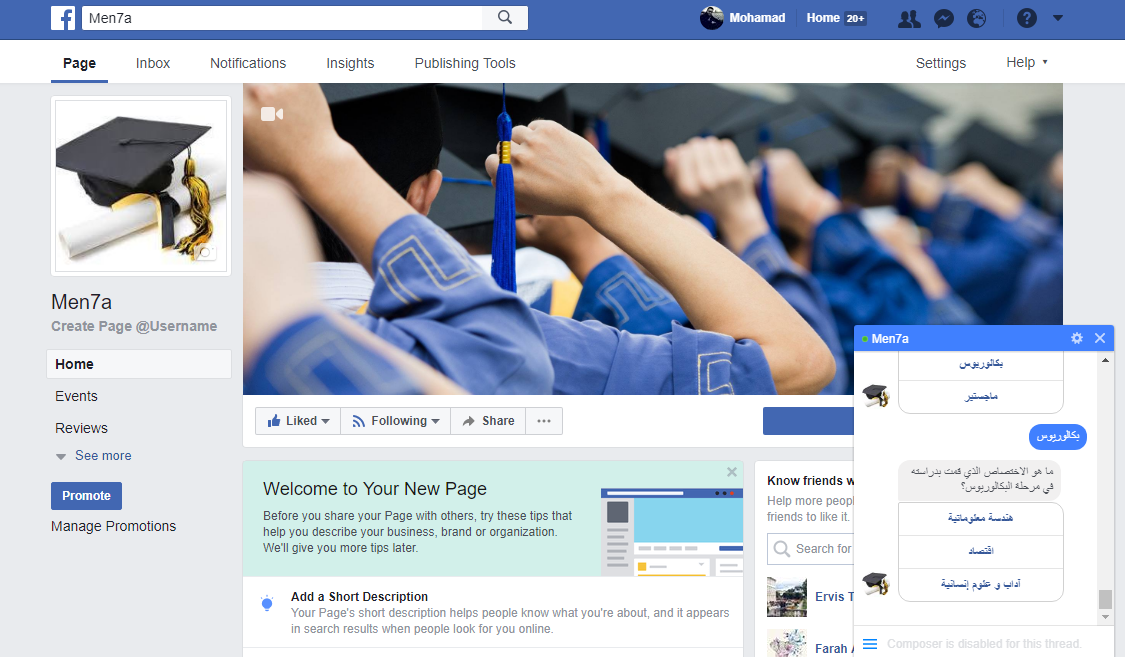 Men7a
Mohamad
Home 20+
Page
Inbox
Notifications
Insights
Publishing Tools
Settings
Help
Men7a
Create Page @Username
Home
Events
Reviews
See more
Promote
Manage Promotions
Liked
Following
Share
Welcome to Your New Page
Before you share your Page with others, try these tips that
help you describe your business, brand or organization.
We'll give you more tips later.
Add a Short Description
Your Page's short description helps people know what you're about, and it appears
in search results when people look for you online.
Know friends w
Help more peopl
friends to like it.
Search for
Ervis T
Farah A
Men7a
بكالوريوس
ماجستير
بكالوريوس
ما هو الاختصاص الذي قمت بدراسته
في مرحلة البكالوريوس؟
هندسة معلوماتية
اقتصاد
آداب و علوم إنسانية
Composer is disabled for this thread.